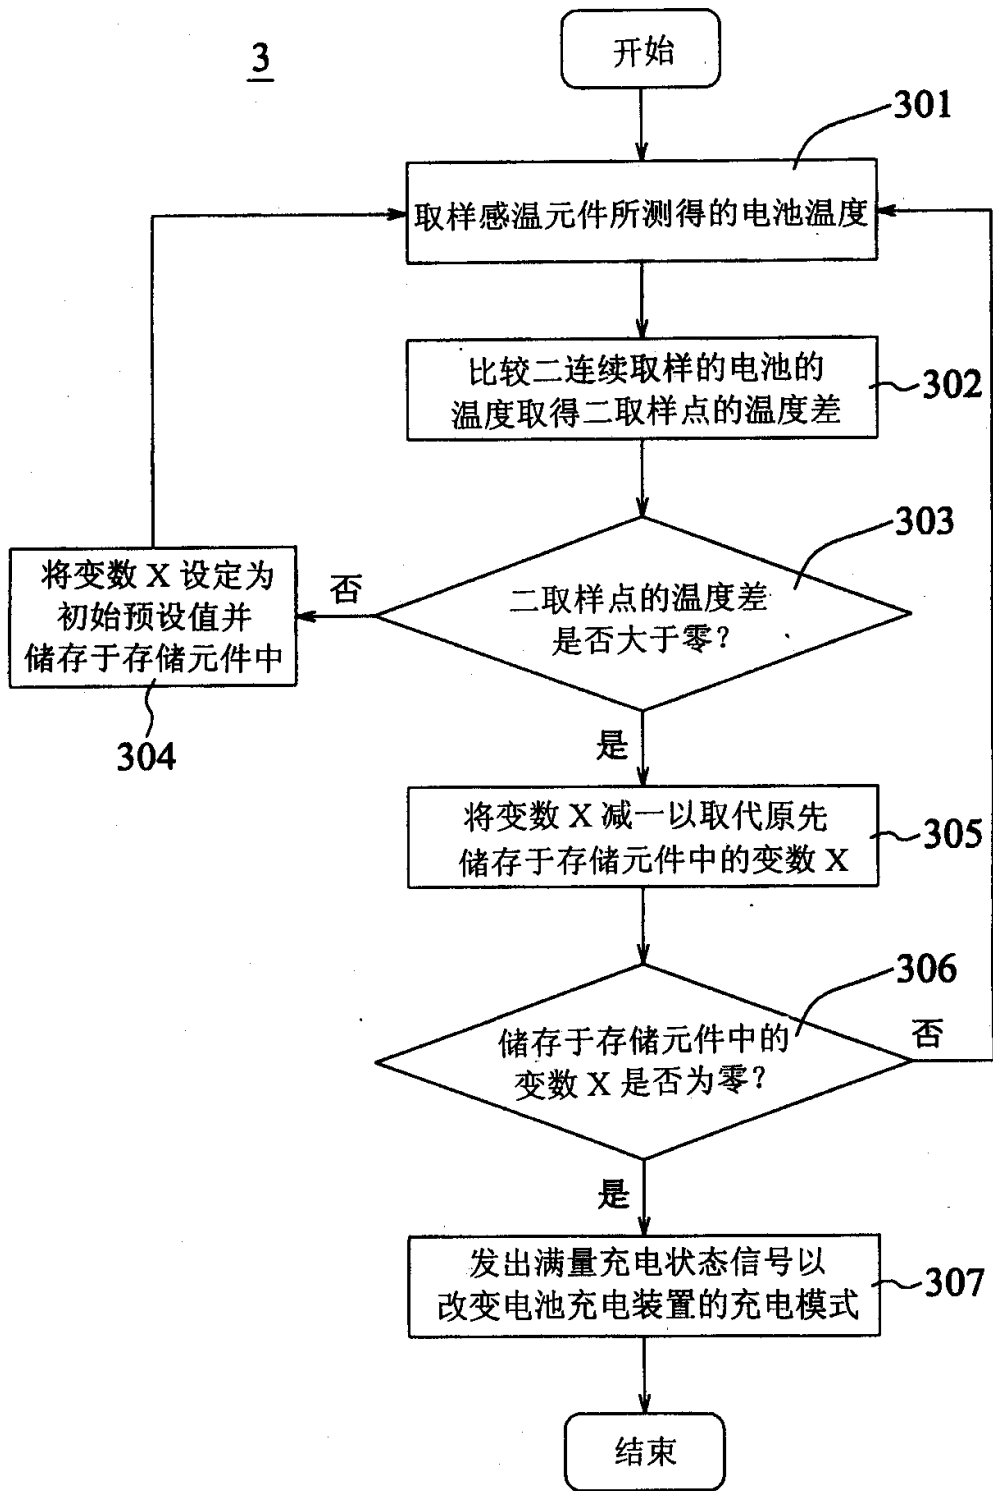 3
开始
301
取样感温元件所测得的电池温度
比较二连续取样的电池的
温度取得二取样点的温度差
302
303
二取样点的温度差
是否大于零?
否
将变数 X 设定为
初始预设值并
储存于存储元件中
304
是
将变数 X 减一以取代原先
储存于存储元件中的变数 X
305
306
储存于存储元件中的
变数 X 是否为零?
否
是
发出满量充电状态信号以
改变电池充电装置的充电模式
307
结束